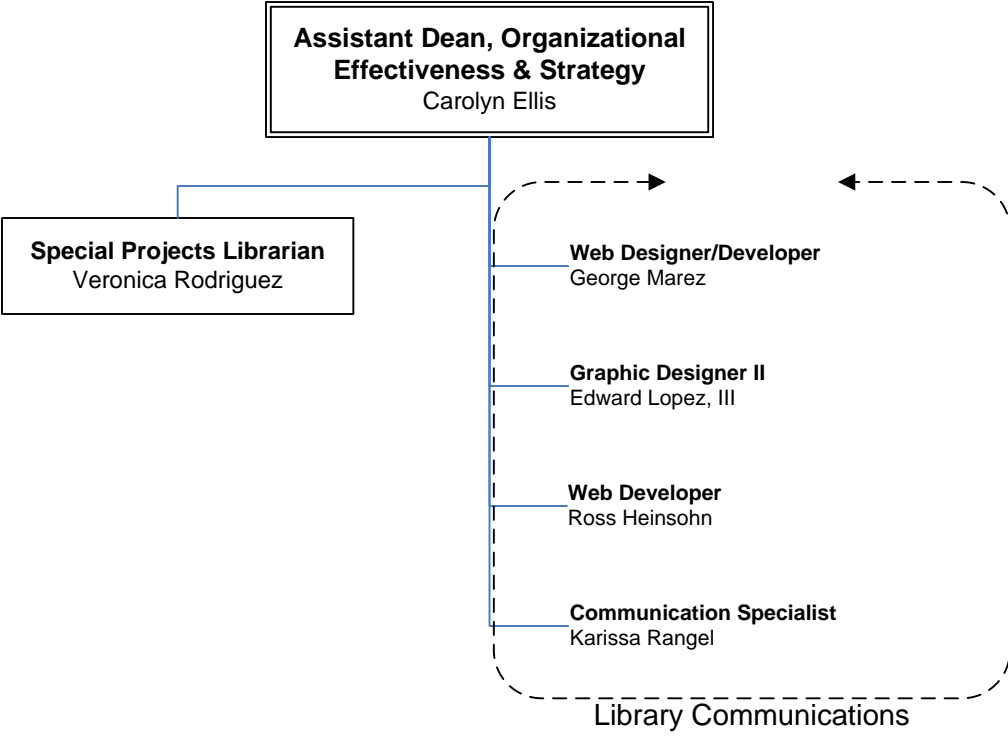 Assistant Dean, Organizational
Effectiveness & Strategy
Carolyn Ellis
Special Projects Librarian
Veronica Rodriguez
Web Designer/Developer
George Marez
Graphic Designer II
Edward Lopez, III
Web Developer
Ross Heinsohn
Communication Specialist
Karissa Rangel
Library Communications